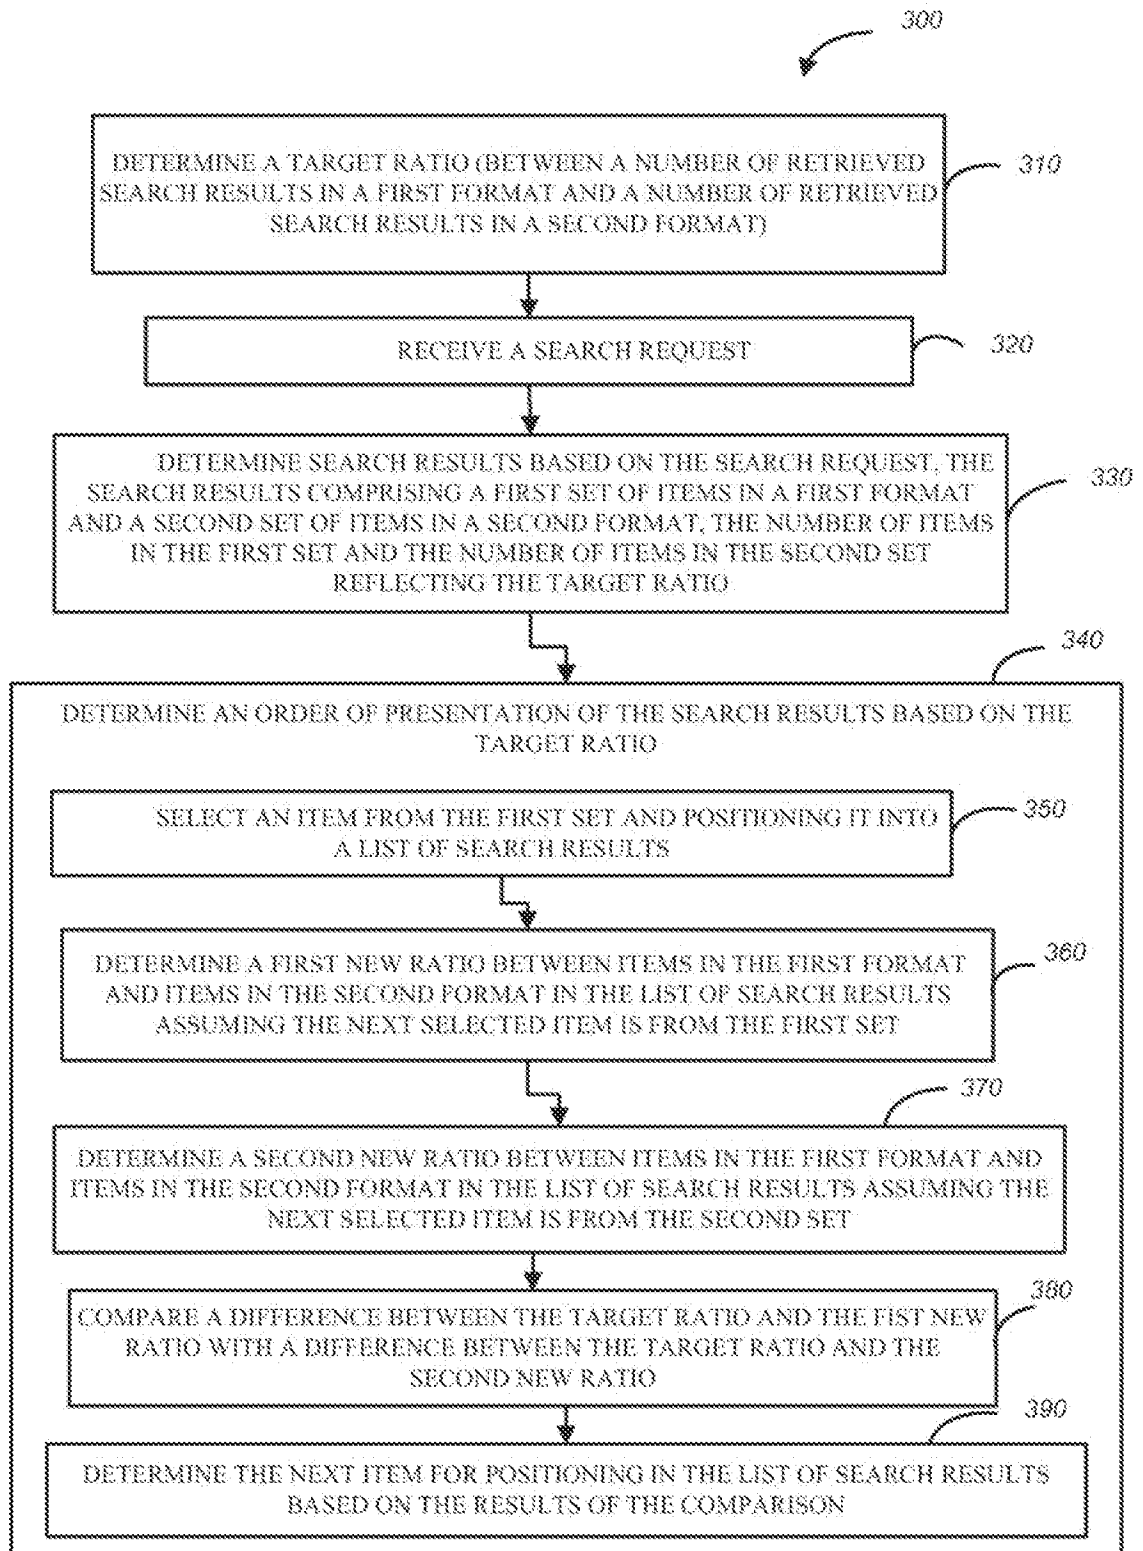 300
DETERMINE A TARGET RATIO (BETWEEN A NUMBER OF RETRIEVED
SEARCH RESULTS IN A FIRST FORMAT AND A NUMBER OF RETRIEVED
SEARCH RESULTS IN A SECOND FORMAT)
310
RECEIVE A SEARCH REQUEST
320
DETERMINE SEARCH RESULTS BASED ON THE SEARCH REQUEST, THE
SEARCH RESULTS COMPRISING A FIRST SET OF ITEMS IN A FIRST FORMAT
AND A SECOND SET OF ITEMS IN A SECOND FORMAT, THE NUMBER OF ITEMS
IN THE FIRST SET AND THE NUMBER OF ITEMS IN THE SECOND SET
REFLECTING THE TARGET RATIO
330
340
DETERMINE AN ORDER OF PRESENTATION OF THE SEARCH RESULTS BASED ON THE
TARGET RATIO
SELECT AN ITEM FROM THE FIRST SET AND POSITIONING IT INTO
A LIST OF SEARCH RESULTS
350
DETERMINE A FIRST NEW RATIO BETWEEN ITEMS IN THE FIRST FORMAT
AND ITEMS IN THE SECOND FORMAT IN THE LIST OF SEARCH RESULTS
ASSUMING THE NEXT SELECTED ITEM IS FROM THE FIRST SET
360
370
DETERMINE A SECOND NEW RATIO BETWEEN ITEMS IN THE FIRST FORMAT AND
ITEMS IN THE SECOND FORMAT IN THE LIST OF SEARCH RESULTS ASSUMING THE
NEXT SELECTED ITEM IS FROM THE SECOND SET
380
COMPARE A DIFFERENCE BETWEEN THE TARGET RATIO AND THE FIST NEW
RATIO WITH A DIFFERENCE BETWEEN THE TARGET RATIO AND THE
SECOND NEW RATIO
390
DETERMINE THE NEXT ITEM FOR POSITIONING IN THE LIST OF SEARCH RESULTS
BASED ON THE RESULTS OF THE COMPARISON